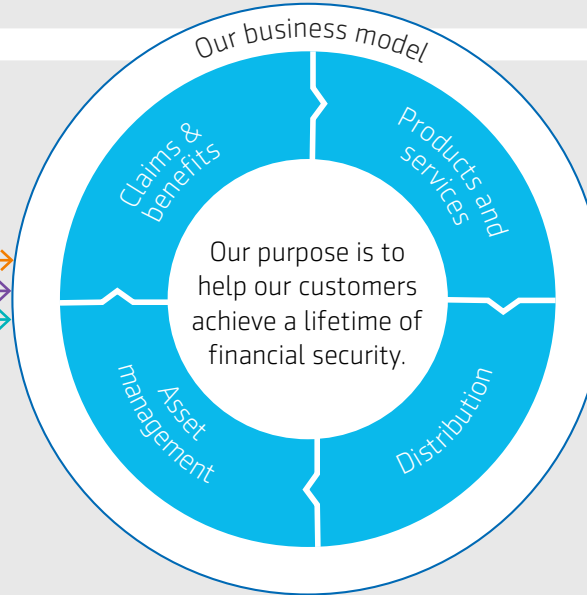 Our business model
Claims &
benefits
Products and
services
Our purpose is to
help our customers
achieve a lifetime of
financial security.
Asset
management
Distribution